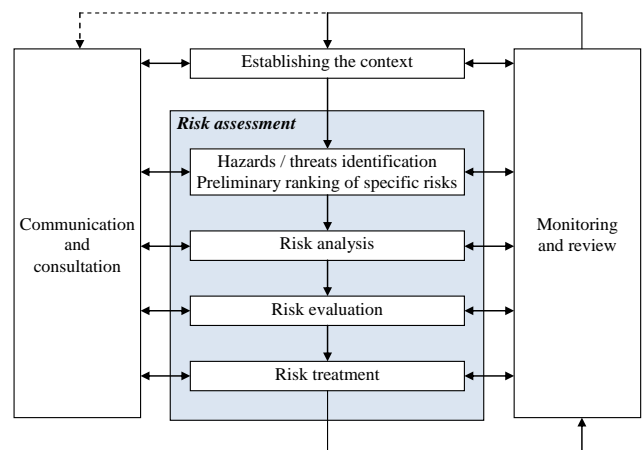 Establishing the context
Risk assessment
Hazards / threats identification
Preliminary ranking of specific risks
Communication
and
consultation
Monitoring
and review
Risk analysis
Risk evaluation
Risk treatment